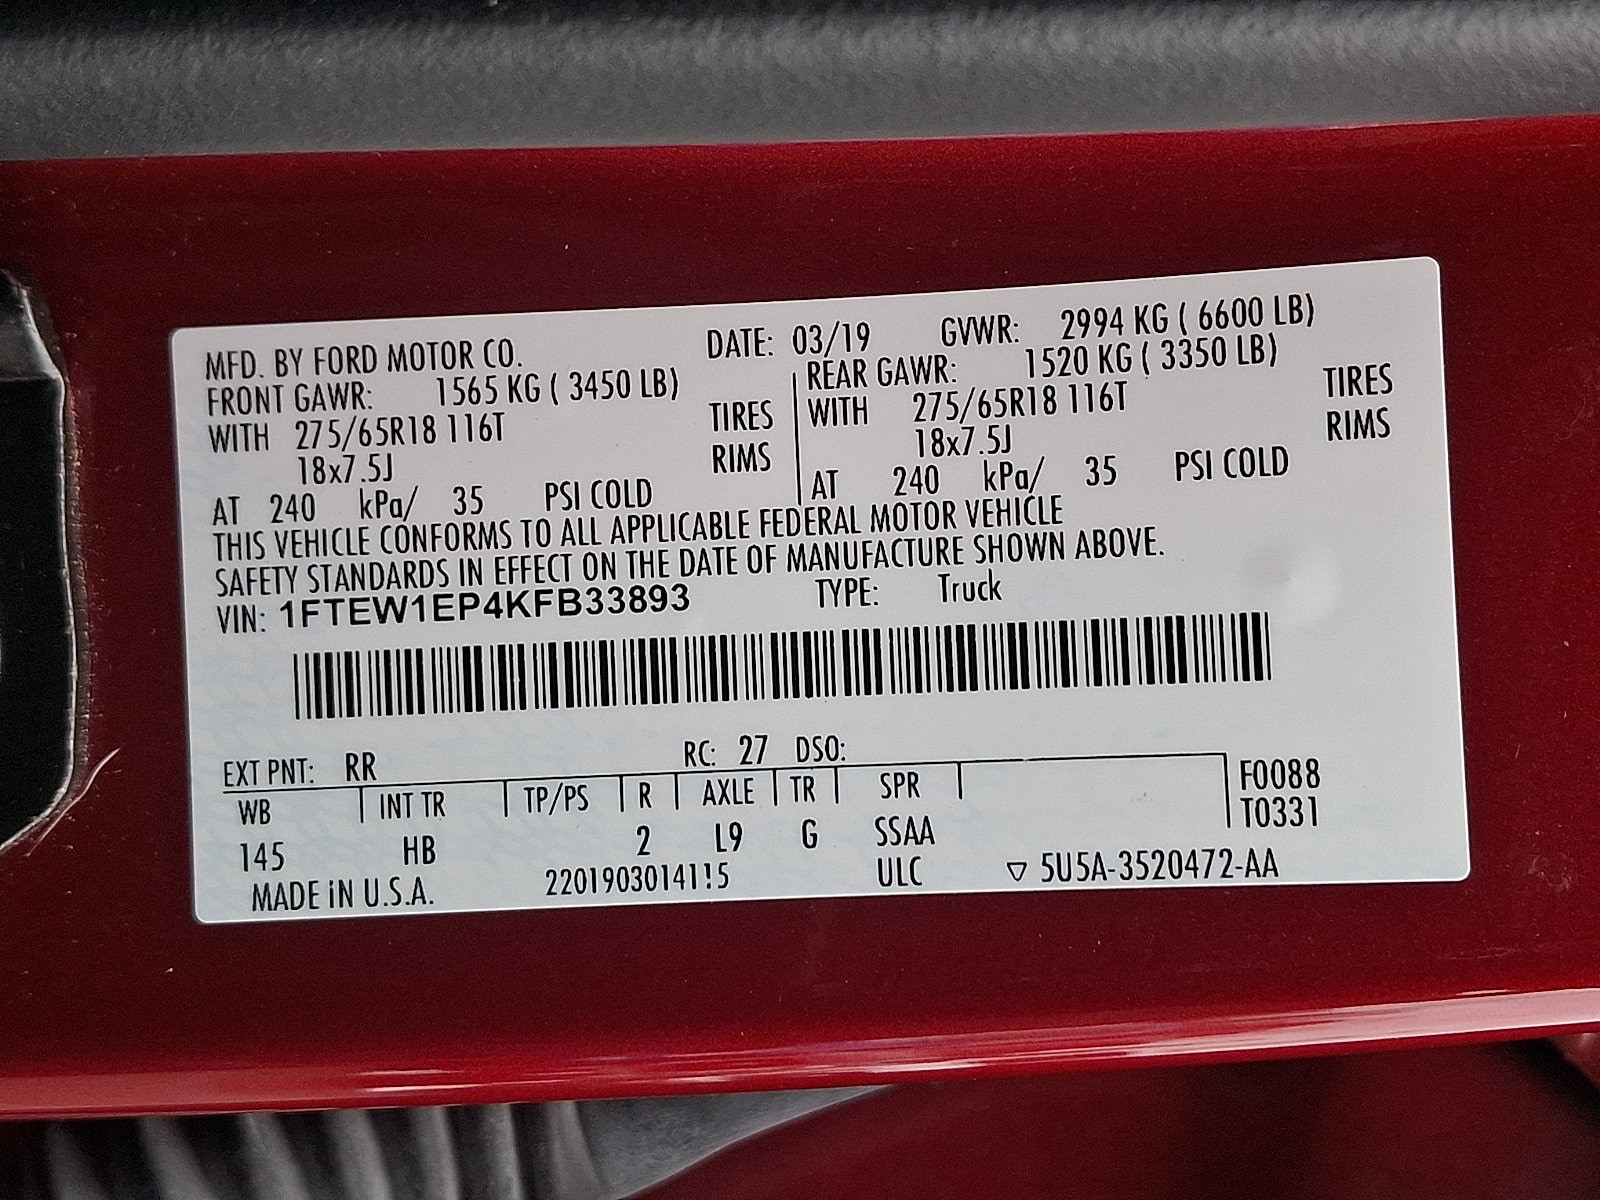 MFD. BY FORD MOTOR CO. DATE: 03/19 GVWR: 2994 KG ( 6600 LB)
FRONT GAWR: 1565 KG ( 3450 LB) REAR GAWR: 1520 KG ( 3350 LB)
WITH 275/65R18 116T TIRES WITH 275/65R18 116T TIRES
18x7.5J RIMS 18x7.5J RIMS
AT 240 kPa/ 35 PSI COLD AT 240 kPa/ 35 PSI COLD
THIS VEHICLE CONFORMS TO ALL APPLICABLE FEDERAL MOTOR VEHICLE
SAFETY STANDARDS IN EFFECT ON THE DATE OF MANUFACTURE SHOWN ABOVE.
VIN: 1FTEW1EP4KFB33893 TYPE: Truck
EXT PNT: RR RC: 27 DSO:
WB INT TR TP/PS R AXLE TR SPR F0088
145 HB 2 L9 G SSAA T0331
MADE iN U.S.A. 2201903014115 ULC ▽ 5U5A-3520472-AA